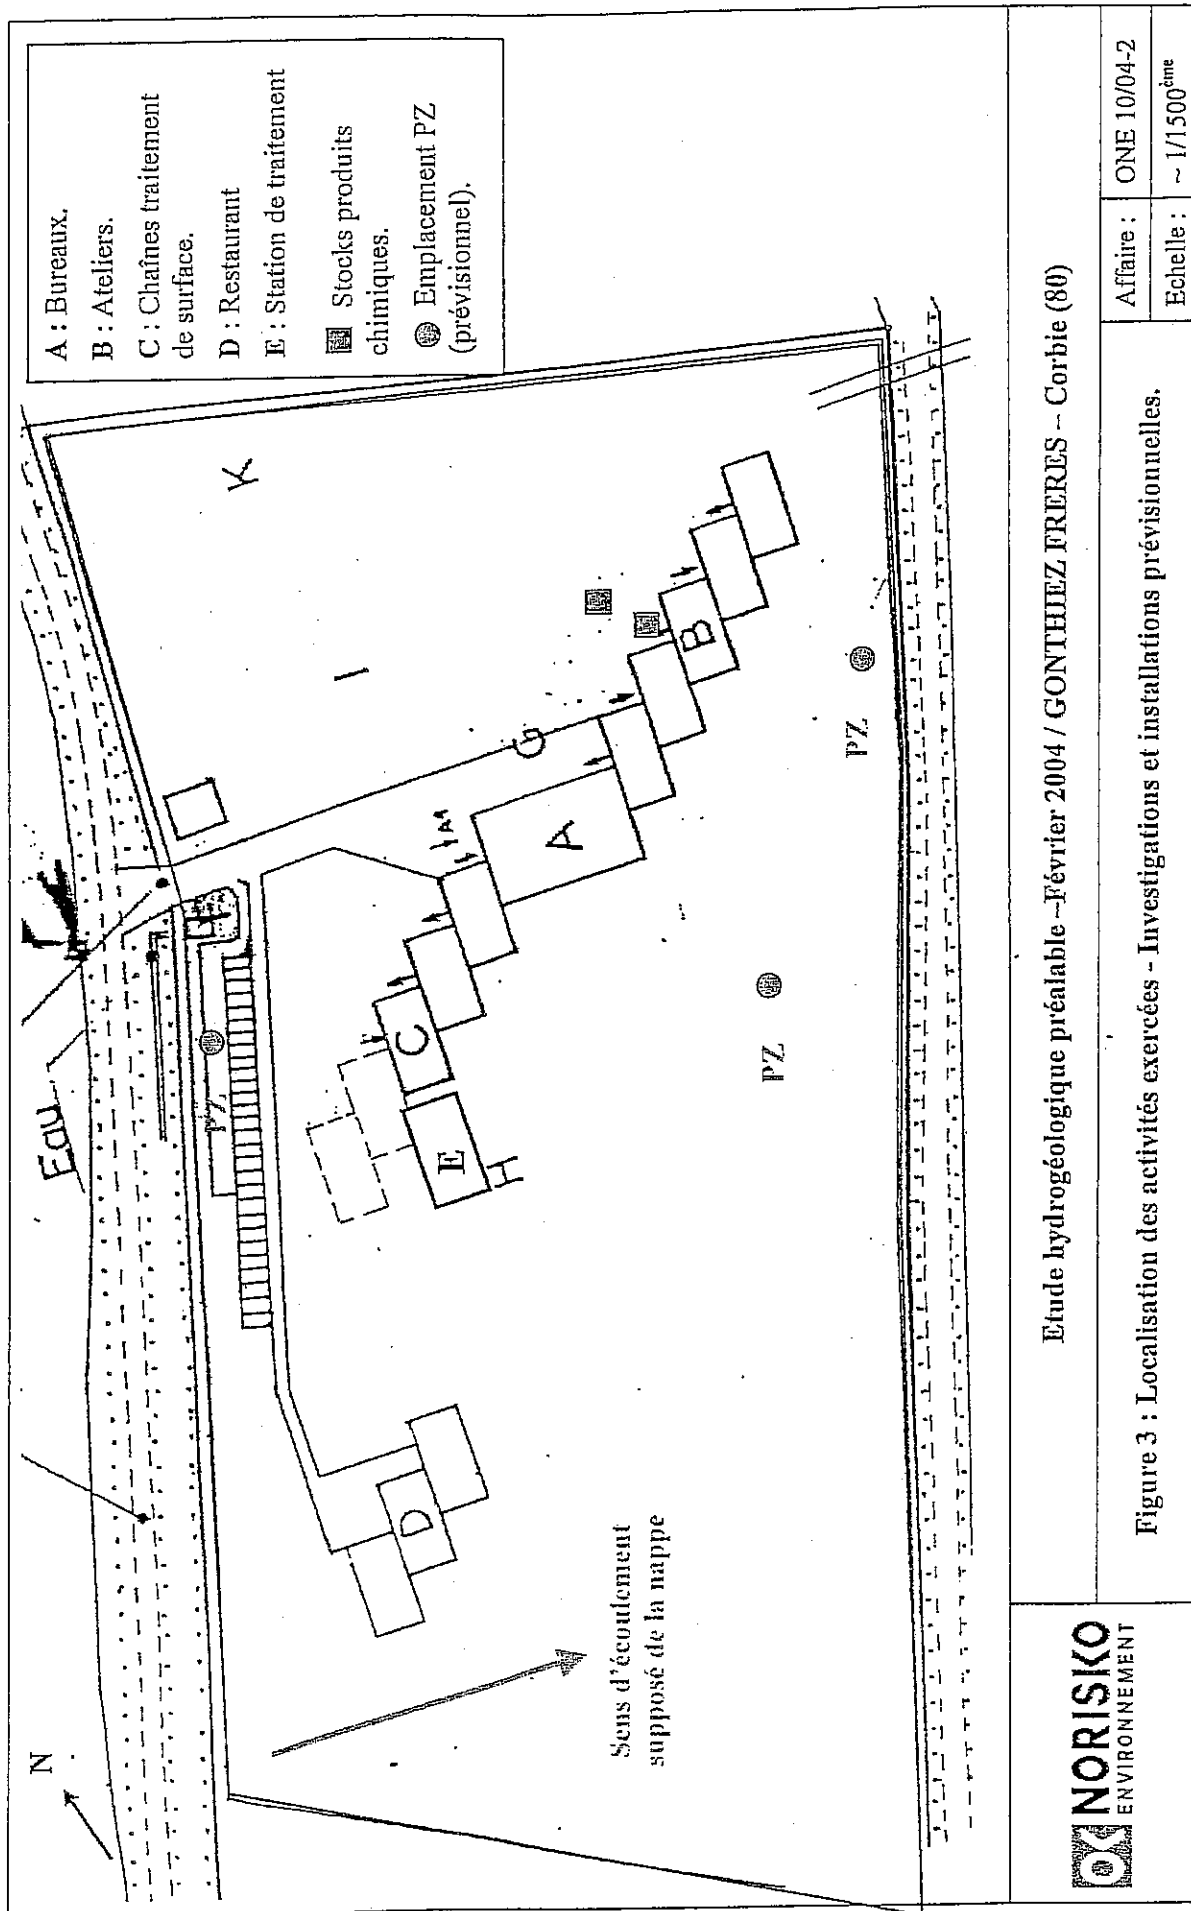 A : Bureaux.
B : Ateliers.
C : Chaînes traitement
de surface.
D : Restaurant
E : Station de traitement
Stocks produits
chimiques.
Emplacement PZ
(prévisionnel).
N
Eau
K
I
G
A1
PZ
A
B
C
E
H
D
PZ
PZ
Sens d'écoulement
supposé de la nappe
NORISKO
ENVIRONNEMENT
Etude hydrogéologique préalable –Février 2004 / GONTHIEZ FRERES – Corbie (80)
Figure 3 : Localisation des activités exercées - Investigations et installations prévisionnelles.
Affaire : ONE 10/04-2
Echelle : ~ 1/1500ème